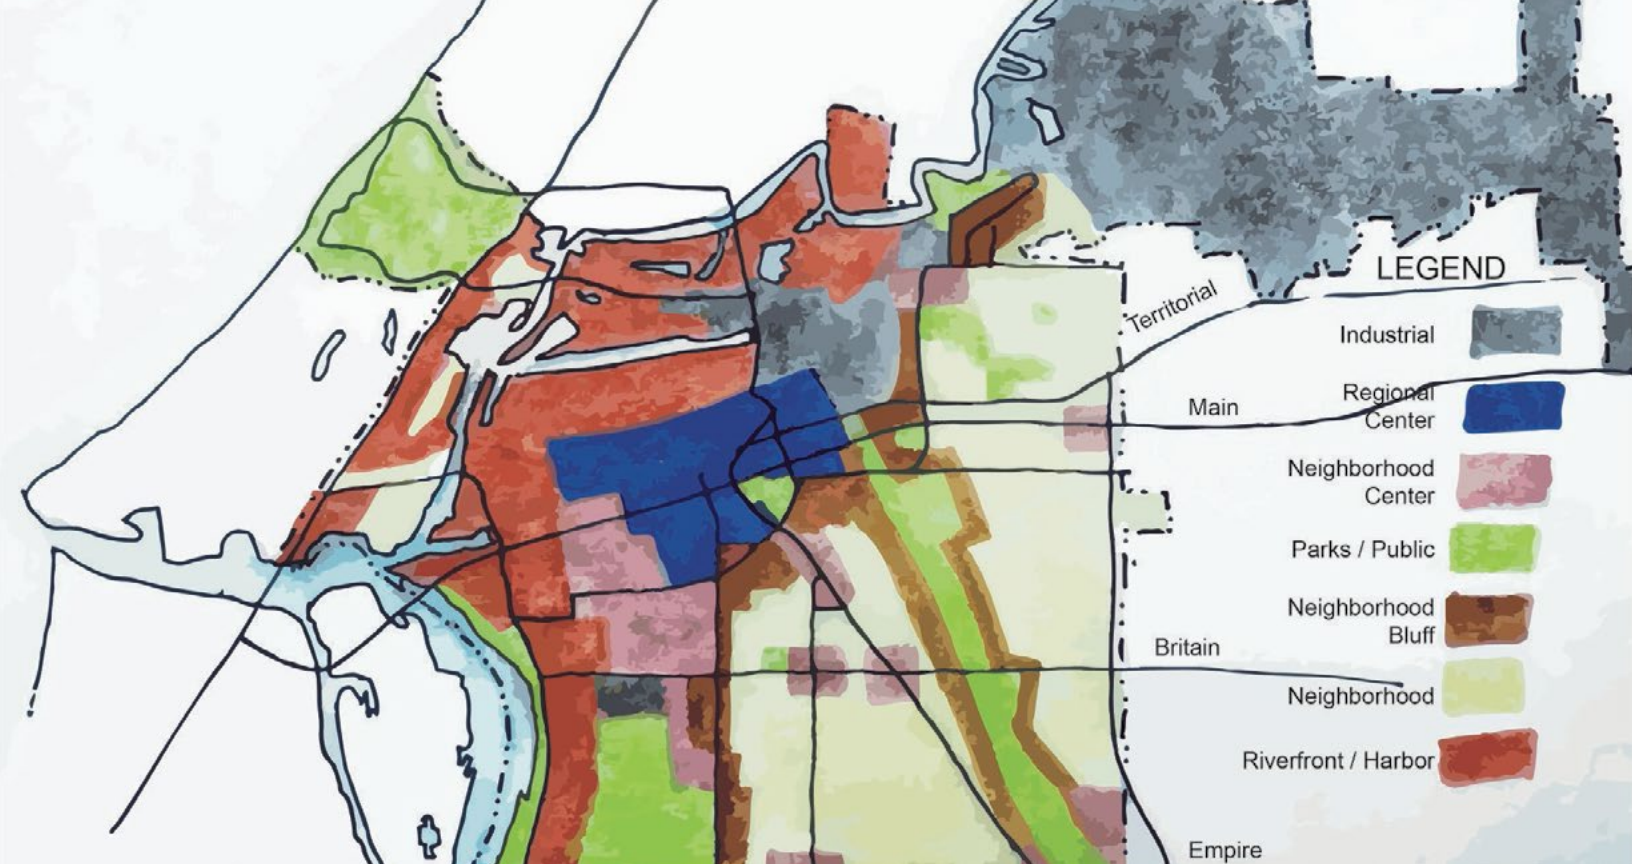 LEGEND
Territorial
Industrial
Regional
Center
Main
Neighborhood
Center
Parks / Public
Neighborhood
Bluff
Britain
Neighborhood
Riverfront / Harbor
Empire